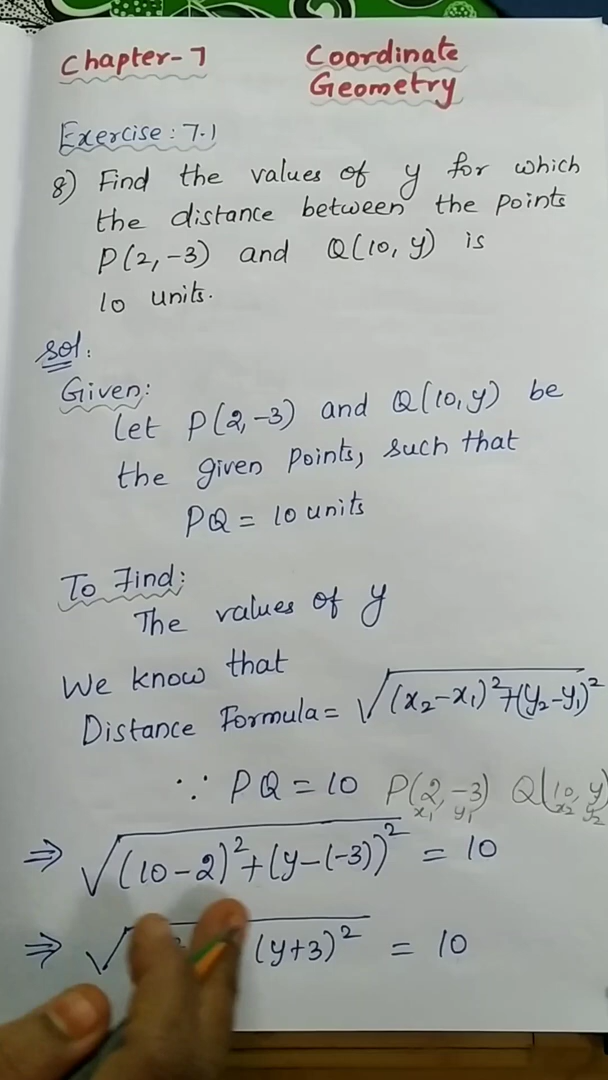 Chapter-7 Coordinate Geometry
Exercise: 7.1
8) Find the values of y for which
the distance between the points
P(2,-3) and Q(10, y) is
10 units.
Sol.
Given:
Let P(2,-3) and Q(10,y) be
the given points, such that
PQ = 10 units
To Find:
The values of y
We know that
Distance Formula= √(x₂-x₁)²+(y₂-y₁)²
∵ PQ = 10 P(2, -3) Q(10, y)
x₁ y₁ x₂ y₂
⇒ √(10-2)²+(y-(-3))² = 10
⇒ √ (y+3)² = 10